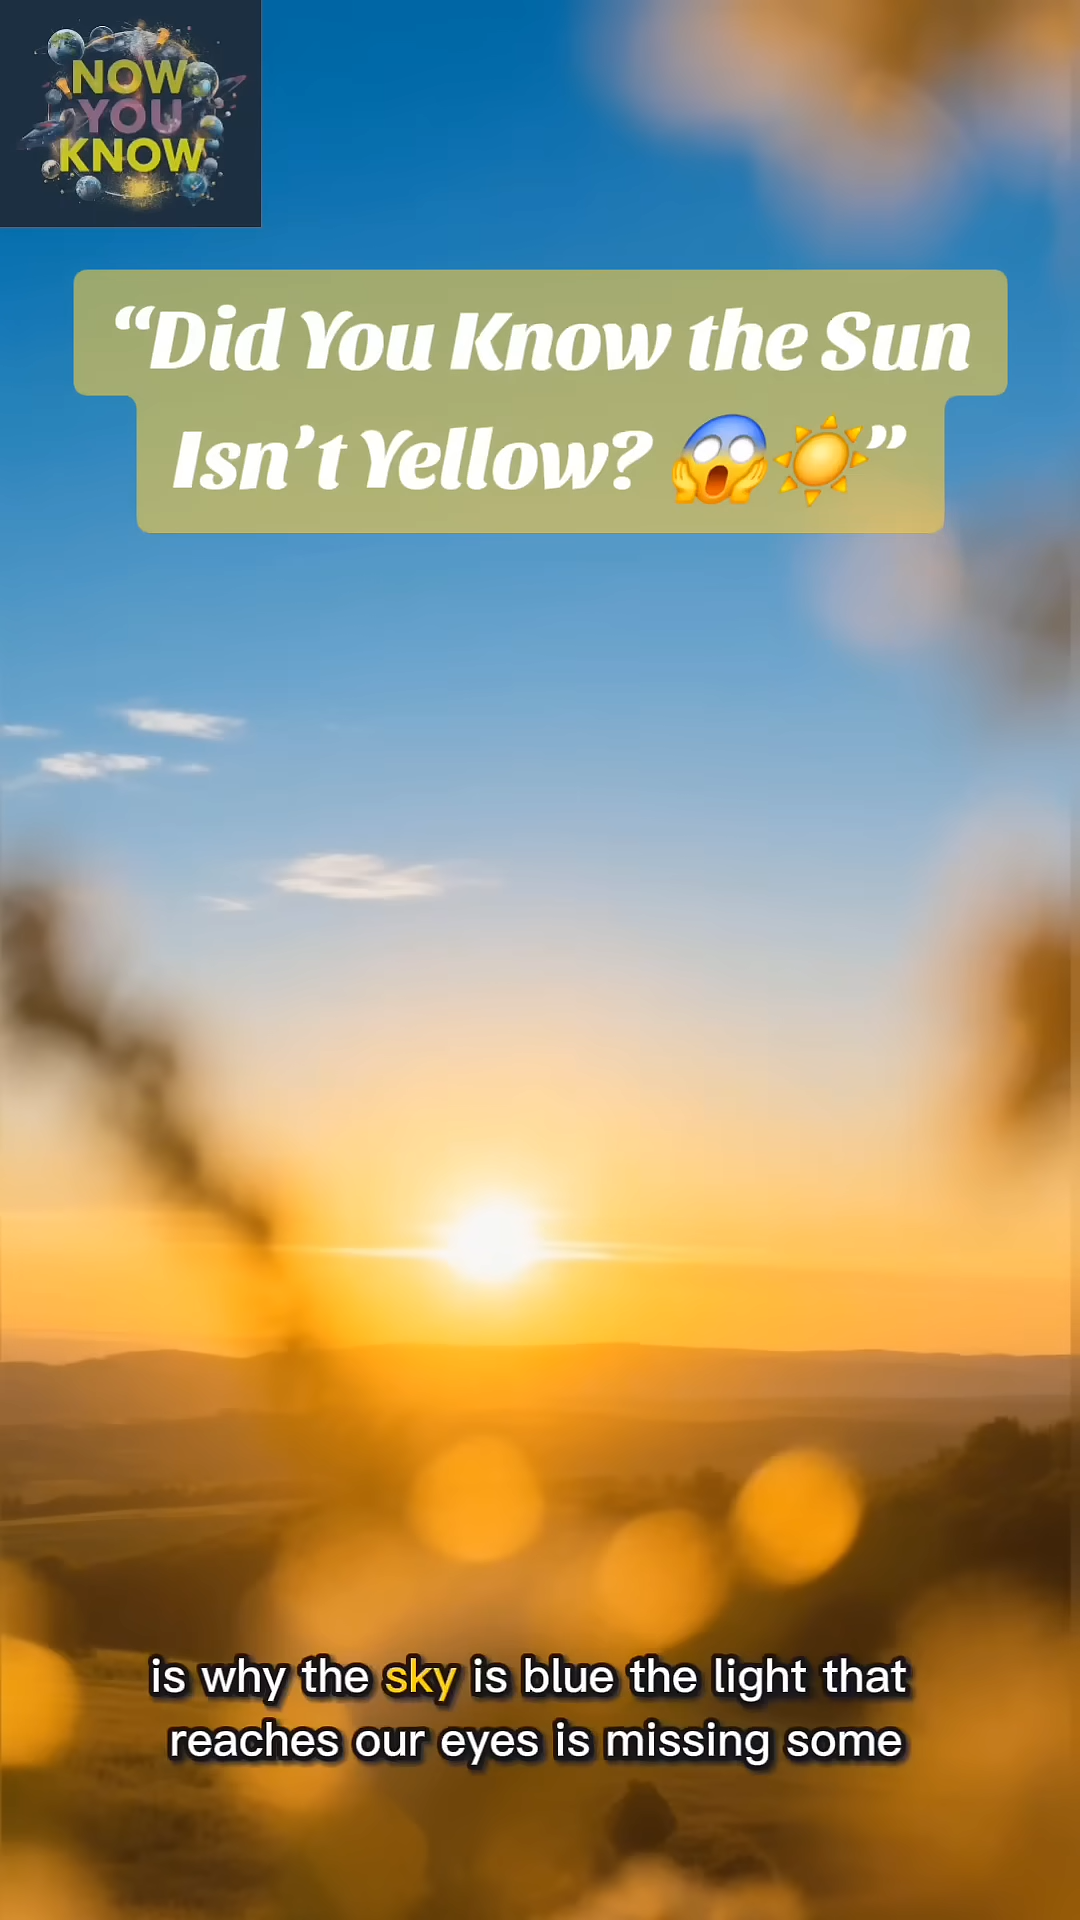 NOW
YOU
KNOW
“Did You Know the Sun
Isn’t Yellow? 😱☀️”
is why the sky is blue the light that
reaches our eyes is missing some